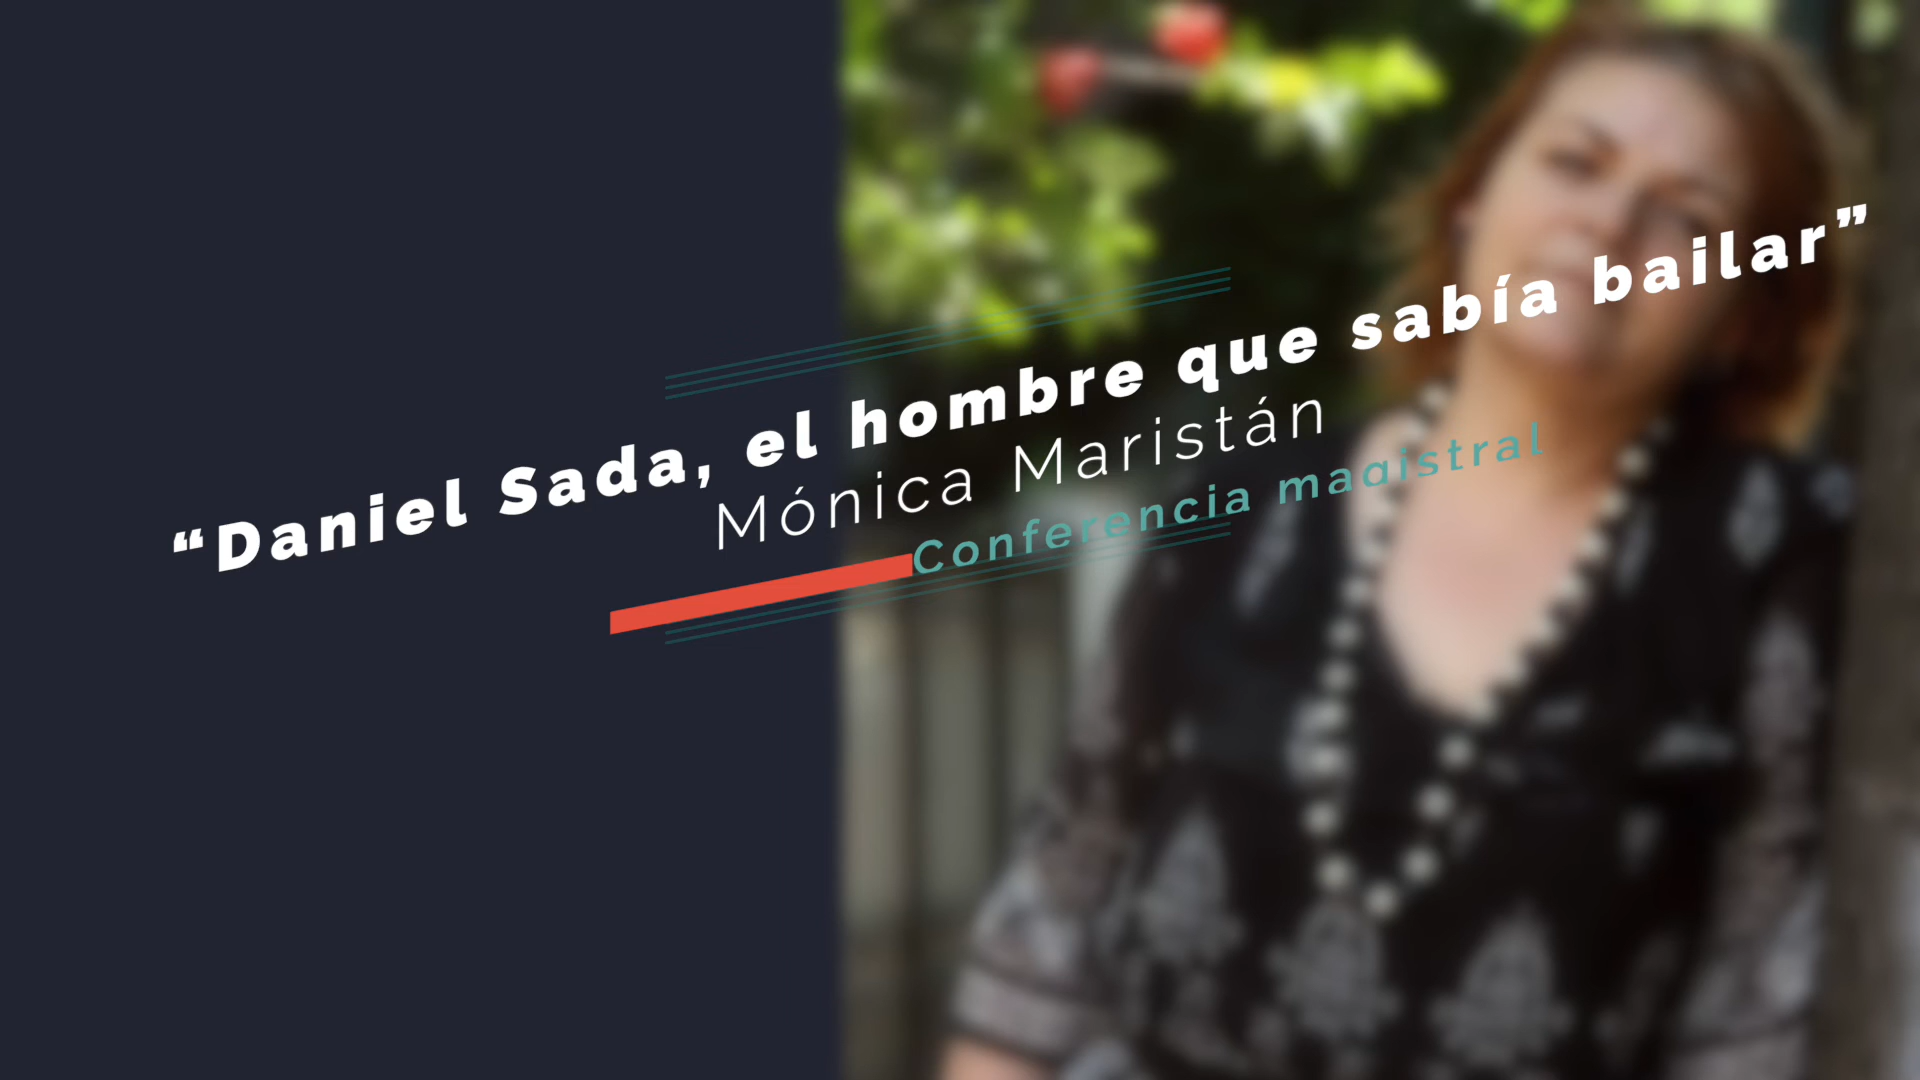 “Daniel Sada, el hombre que sabía bailar”
Mónica Maristán
Conferencia magistral